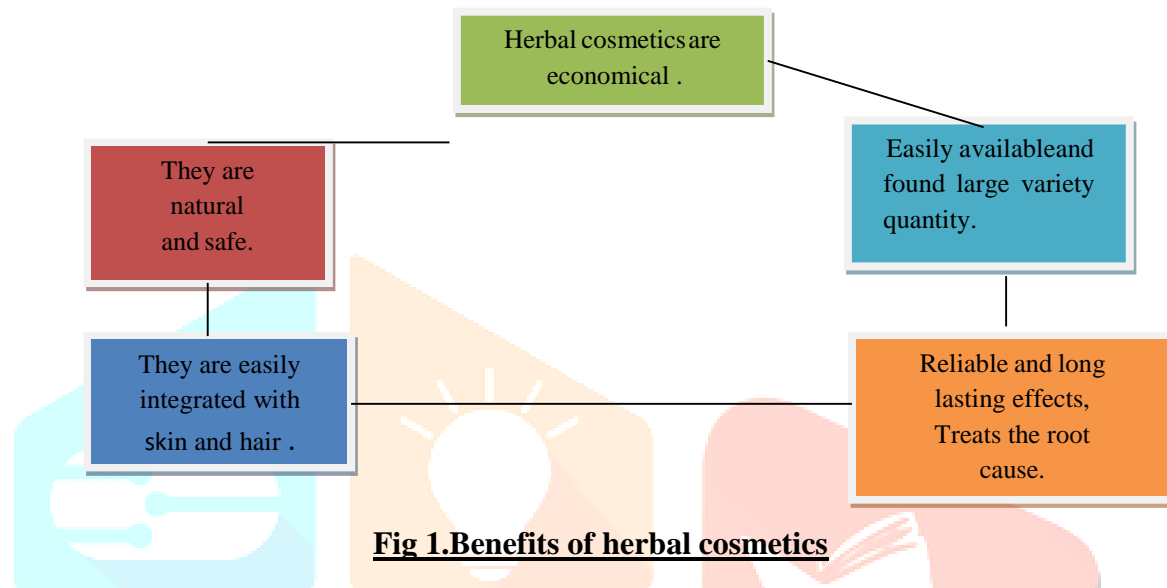 Herbal cosmetics are
economical .
They are
natural
and safe.
Easily availableand
found large variety
quantity.
They are easily
integrated with
skin and hair .
Reliable and long
lasting effects,
Treats the root
cause.
Fig 1.Benefits of herbal cosmetics